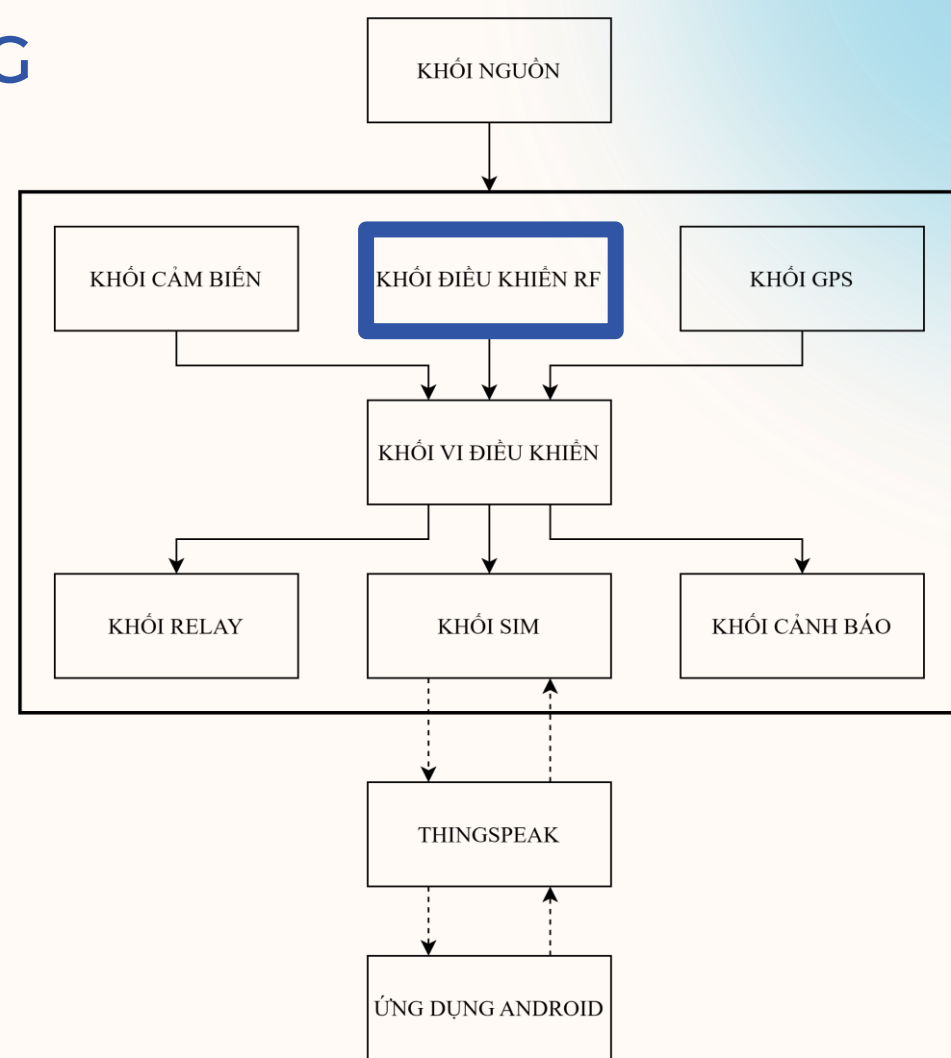 G
KHỐI NGUỒN
KHỐI CẢM BIẾN
KHỐI ĐIỀU KHIỂN RF
KHỐI GPS
KHỐI VI ĐIỀU KHIỂN
KHỐI RELAY
KHỐI SIM
KHỐI CẢNH BÁO
THINGSPEAK
ỨNG DỤNG ANDROID